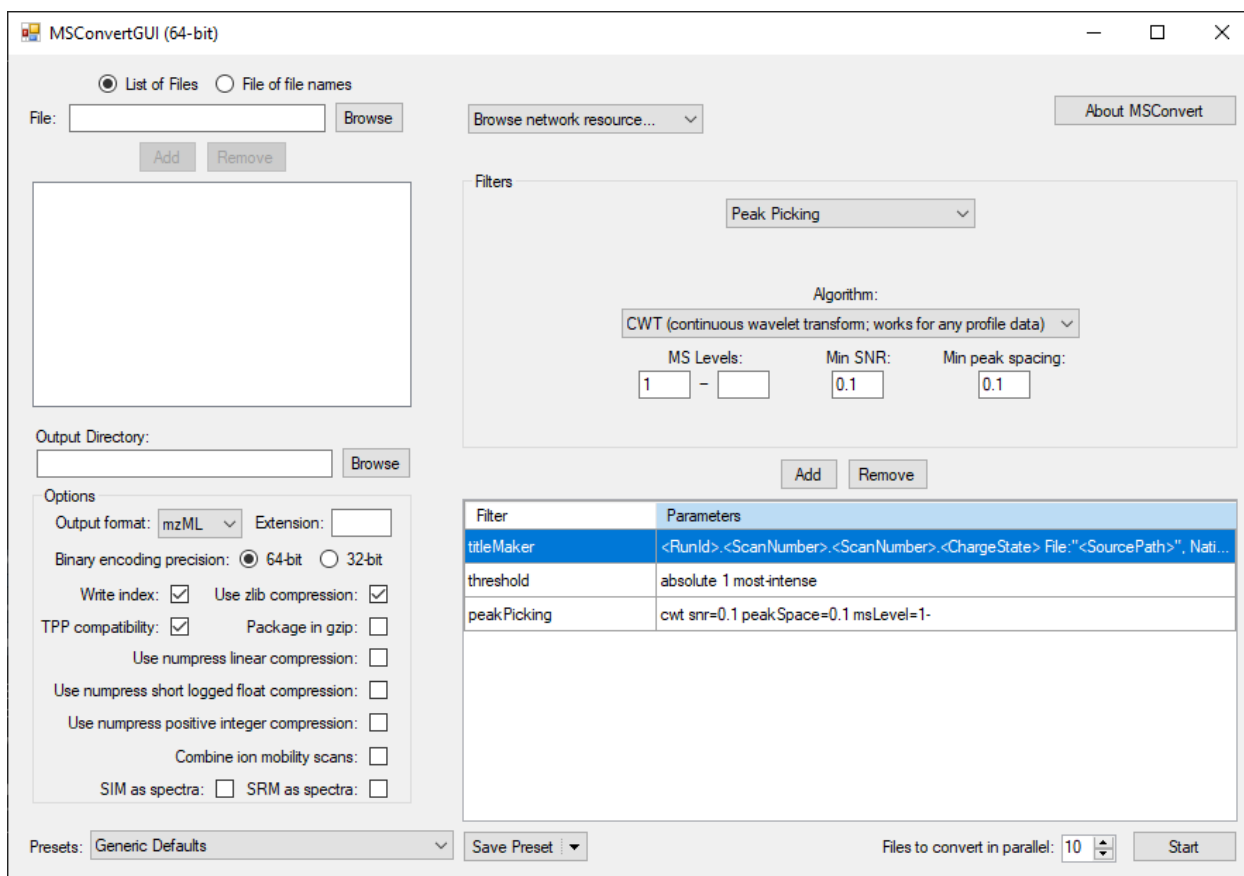 MSConvertGUI (64-bit)
List of Files File of file names
File: Browse
Browse network resource...
About MSConvert
Add Remove
Filters
Peak Picking
Algorithm:
CWT (continuous wavelet transform; works for any profile data)
MS Levels: Min SNR: Min peak spacing:
1 – 0.1 0.1
Output Directory:
Browse
Add Remove
Options
Output format: mzML Extension:
Binary encoding precision: 64-bit 32-bit
Write index: Use zlib compression:
TPP compatibility: Package in gzip:
Use numpress linear compression:
Use numpress short logged float compression:
Use numpress positive integer compression:
Combine ion mobility scans:
SIM as spectra: SRM as spectra:
Filter Parameters
titleMaker <RunId>.<ScanNumber>.<ScanNumber>.<ChargeState> File:"<SourcePath>", Nati...
threshold absolute 1 most-intense
peakPicking cwt snr=0.1 peakSpace=0.1 msLevel=1-
Presets: Generic Defaults
Save Preset
Files to convert in parallel: 10
Start